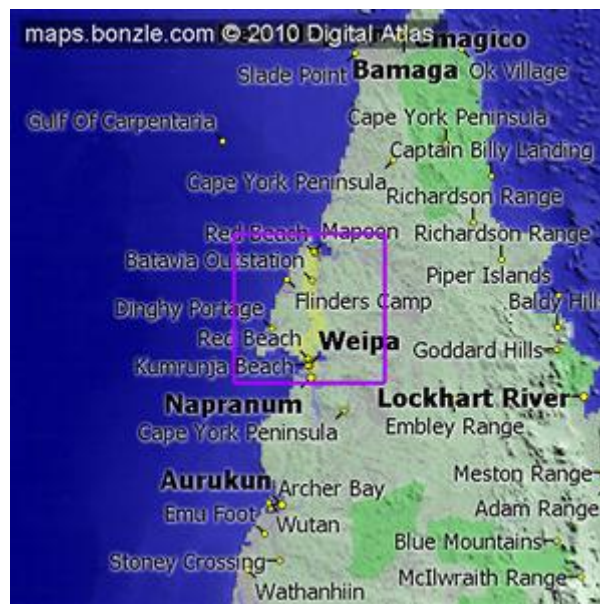 maps.bonzle.com © 2010 Digital Atlas
Umagico
Slade Point
Bamaga
Ok Village
Gulf Of Carpentaria
Cape York Peninsula
Captain Billy Landing
Cape York Peninsula
Richardson Range
Red Beach
Mapoon
Richardson Range
Batavia Outstation
Piper Islands
Dinghy Portage
Flinders Camp
Baldy Hills
Red Beach
Weipa
Goddard Hills
Kumrunja Beach
Napranum
Lockhart River
Cape York Peninsula
Embley Range
Aurukun
Archer Bay
Meston Range
Emu Foot
Wutan
Adam Range
Stoney Crossing
Blue Mountains
Wathanhiin
McIlwraith Range